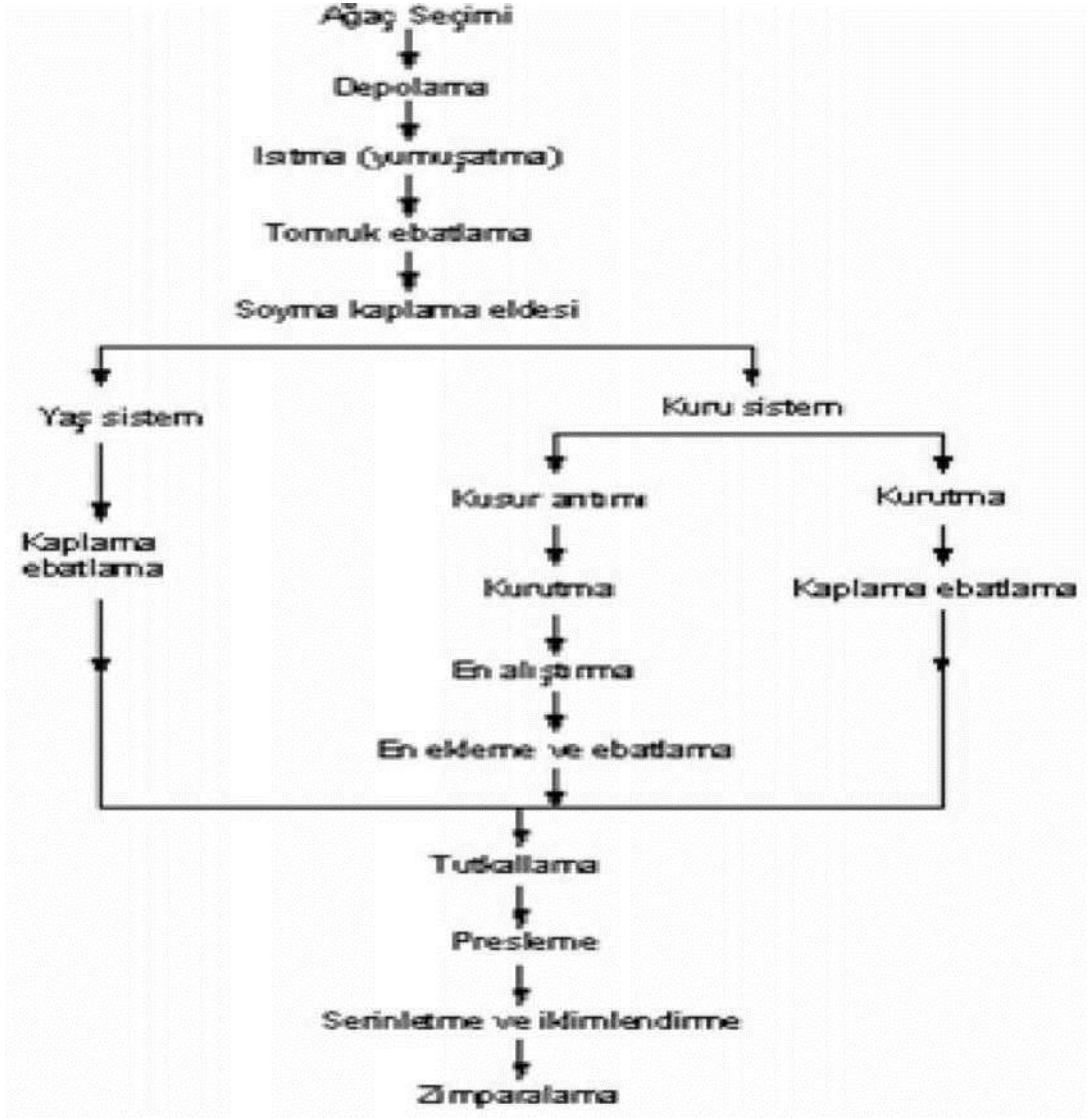 Ağaç Seçimi
Depolama
Isıtma (yumuşatma)
Tomruk ebatlama
Soyma kaplama eldesi
Yaş sistem
Kuru sistem
Kusur arıtımı
Kurutma
Kaplama
ebatlama
Kurutma
Kaplama ebatlama
En alıştırma
En ekleme ve ebatlama
Tutkallama
Presleme
Serinletme ve iklimlendirme
Zımparalama